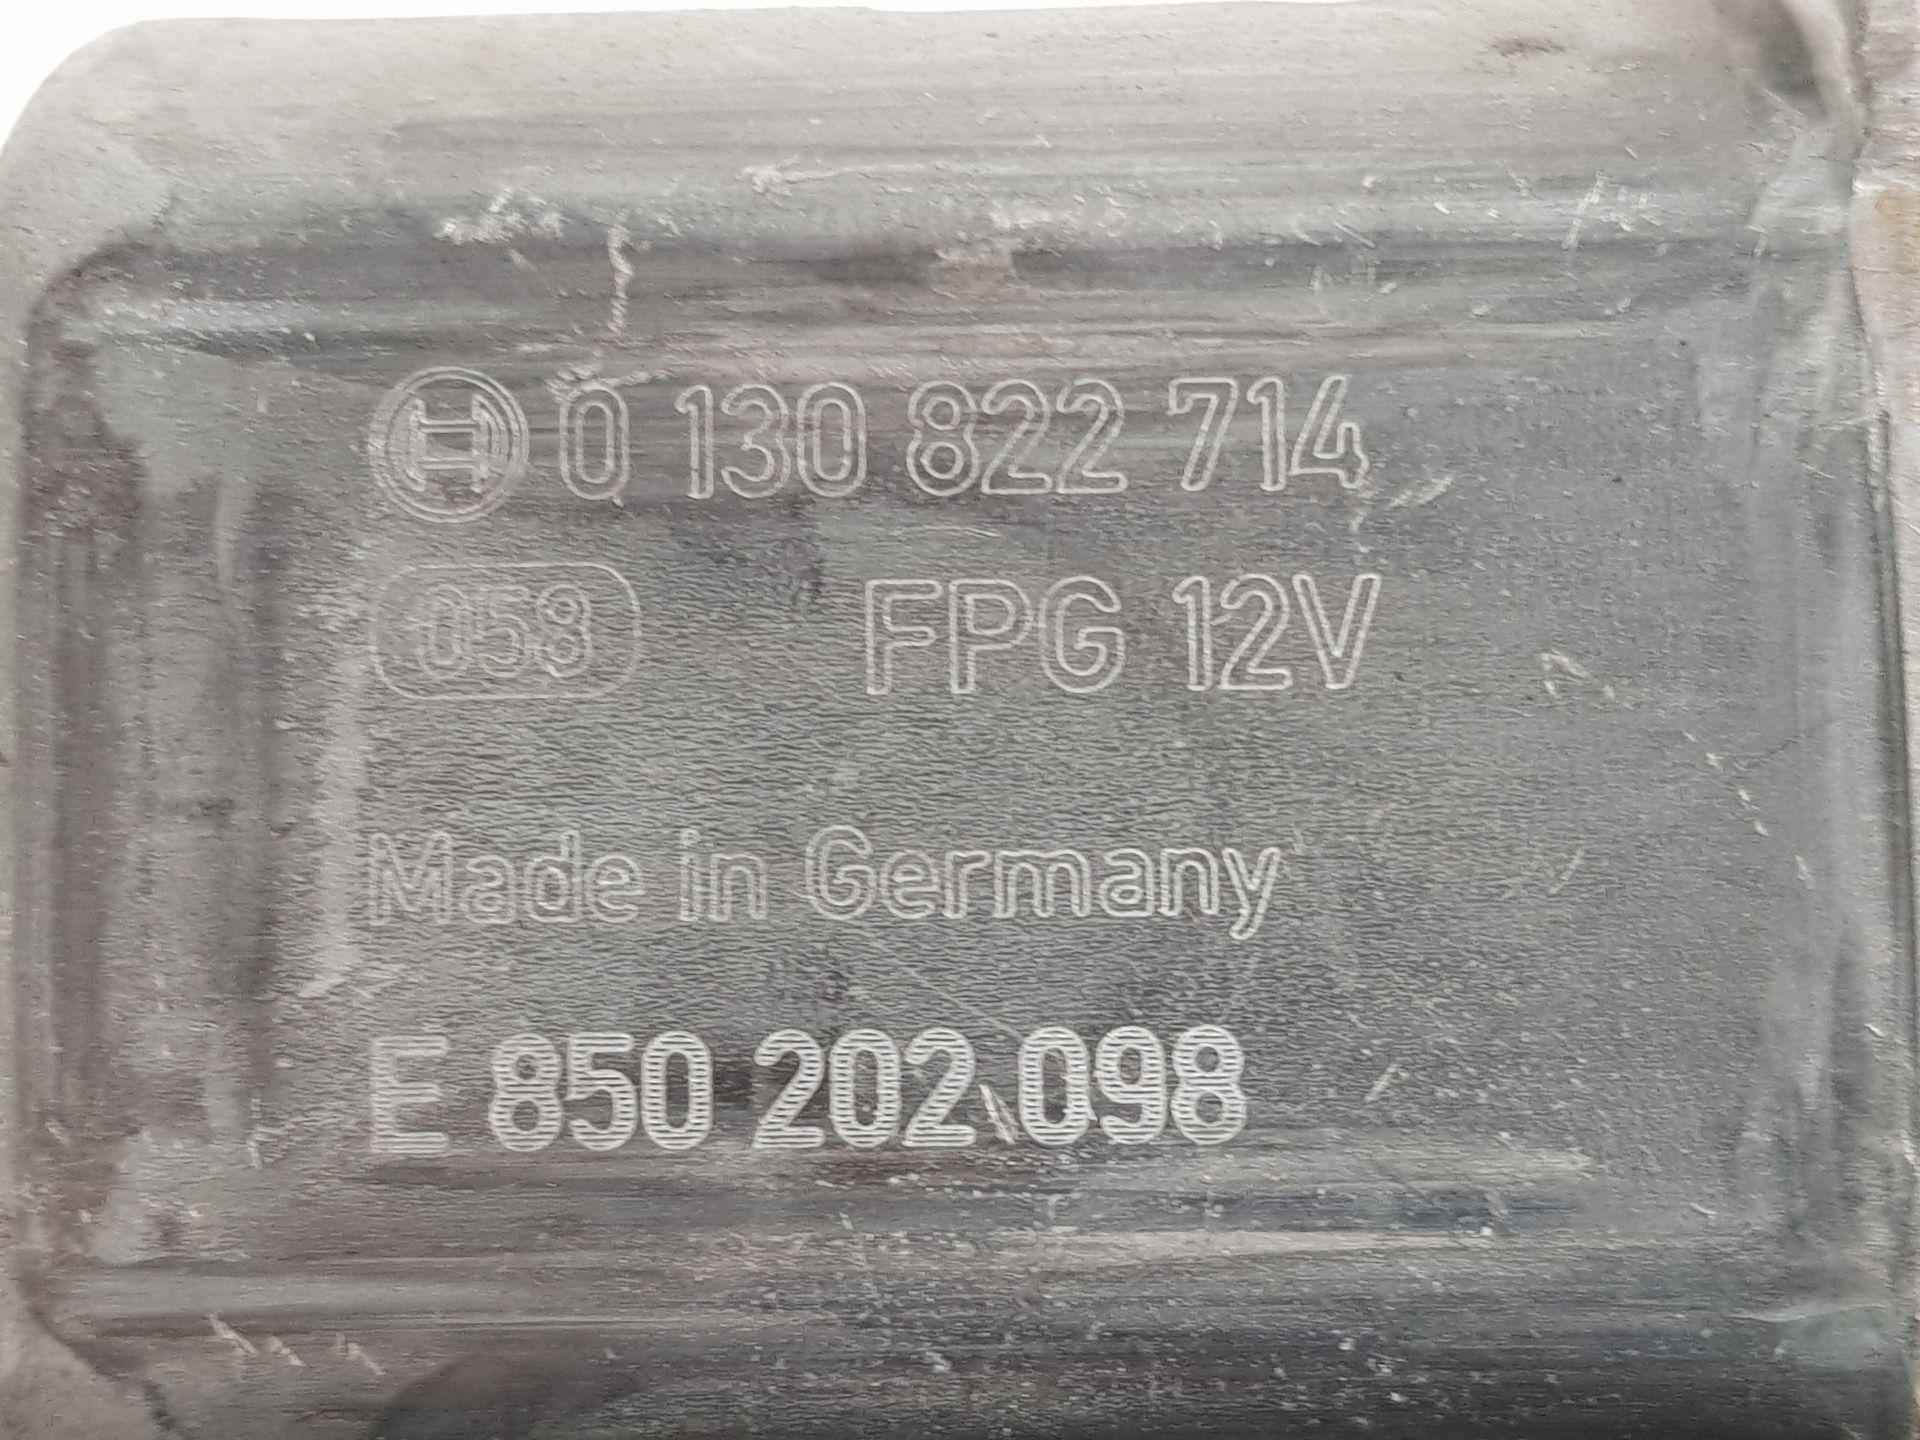 0 130 822 714
058 FPG 12V
Made in Germany
E 850 202 098